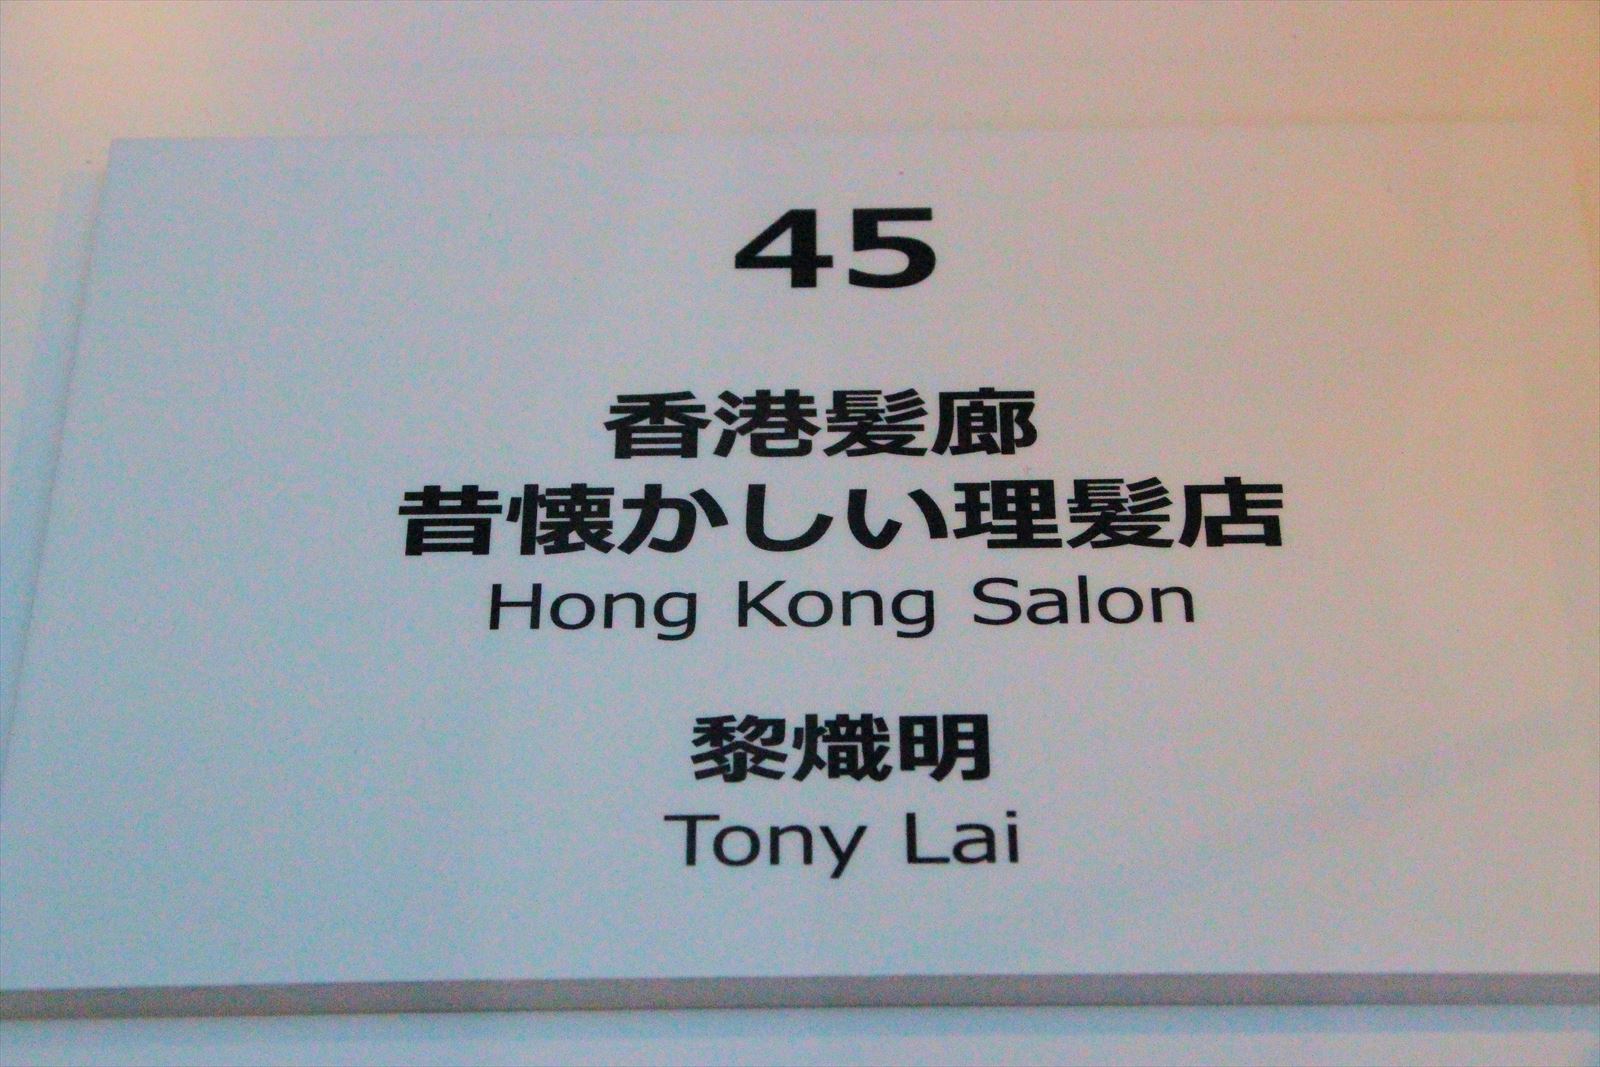 45
香港髪廊
昔懐かしい理髪店
Hong Kong Salon
黎熾明
Tony Lai